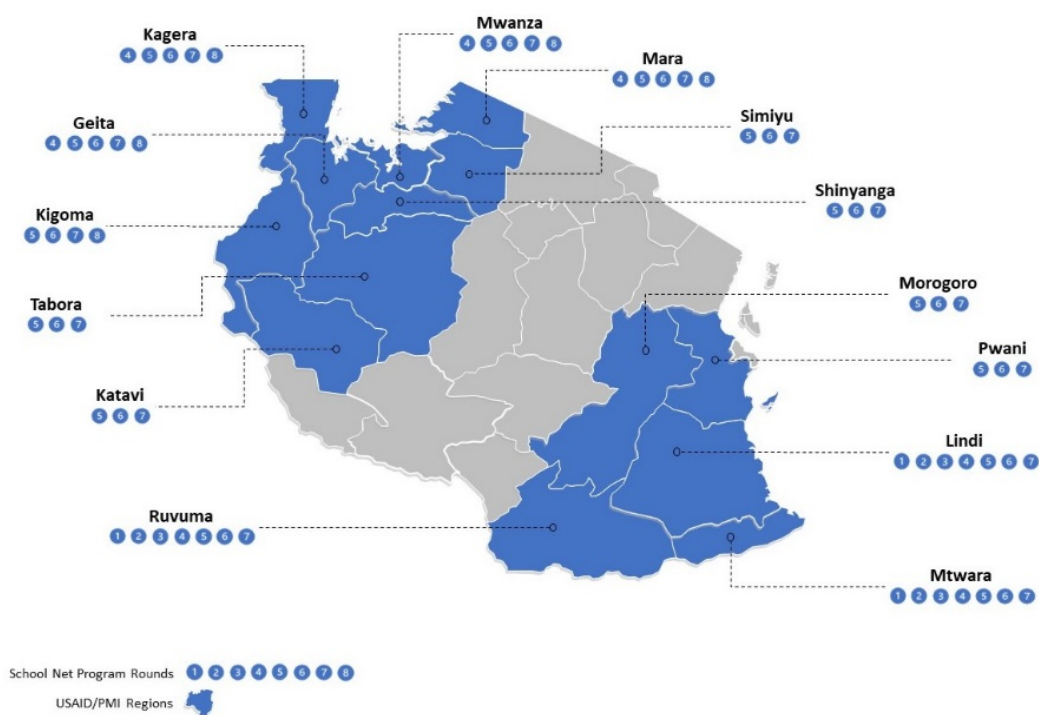 Kagera
4 5 6 7 8
Mwanza
4 5 6 7 8
Mara
4 5 6 7 8
Geita
4 5 6 7 8
Simiyu
5 6 7
Shinyanga
5 6 7
Kigoma
5 6 7 8
Tabora
5 6 7
Morogoro
5 6 7
Pwani
5 6 7
Katavi
5 6 7
Lindi
1 2 3 4 5 6 7
Ruvuma
1 2 3 4 5 6 7
Mtwara
1 2 3 4 5 6 7
School Net Program Rounds 1 2 3 4 5 6 7 8
USAID/PMI Regions